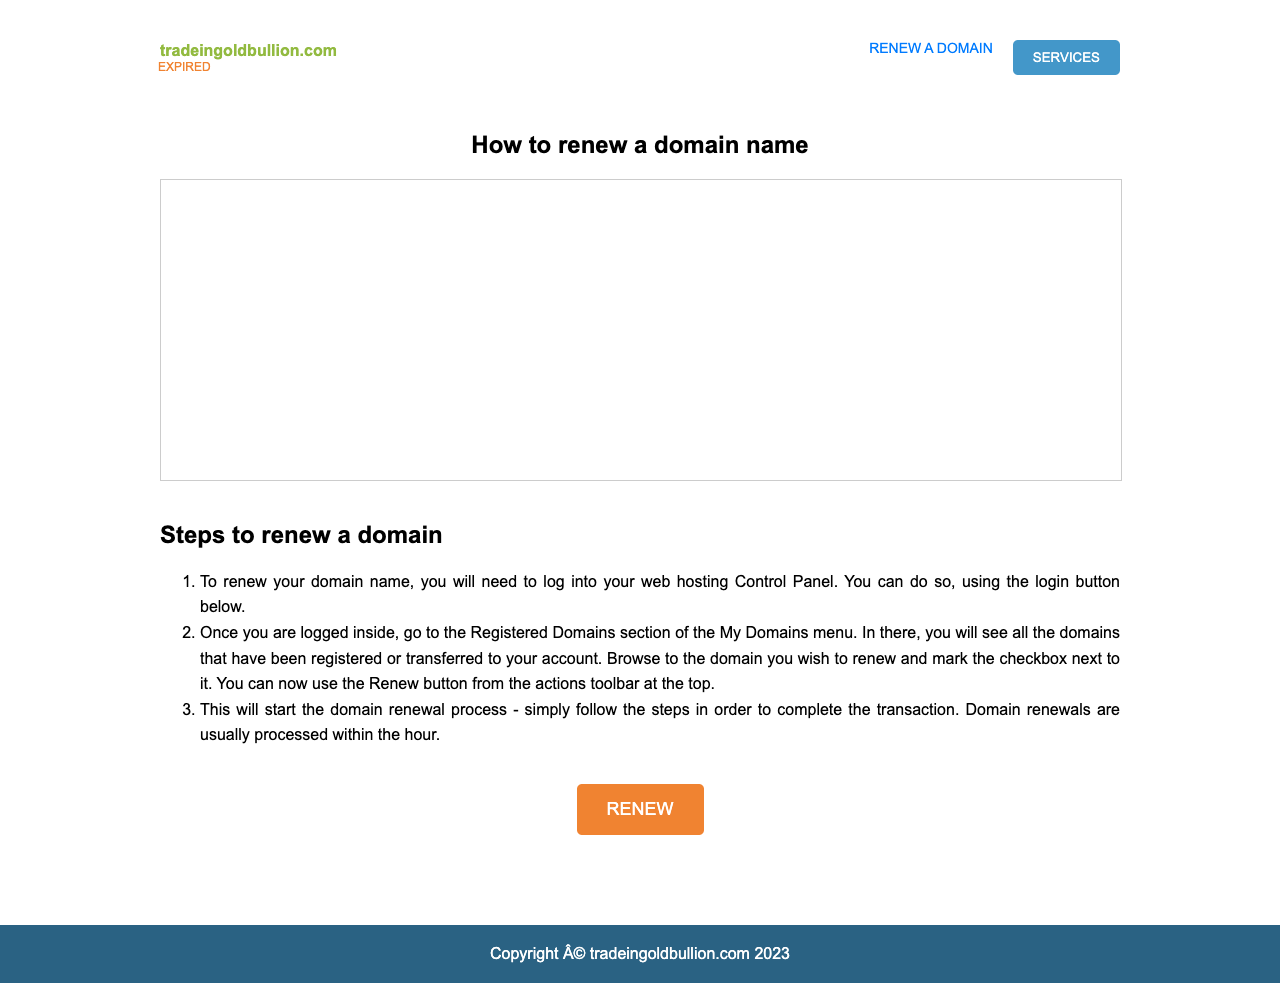 tradeingoldbullion.com
EXPIRED
RENEW A DOMAIN
SERVICES
How to renew a domain name
Steps to renew a domain
1. To renew your domain name, you will need to log into your web hosting Control Panel. You can do so, using the login button
below.
2. Once you are logged inside, go to the Registered Domains section of the My Domains menu. In there, you will see all the domains
that have been registered or transferred to your account. Browse to the domain you wish to renew and mark the checkbox next to
it. You can now use the Renew button from the actions toolbar at the top.
3. This will start the domain renewal process - simply follow the steps in order to complete the transaction. Domain renewals are
usually processed within the hour.
RENEW
Copyright Â© tradeingoldbullion.com 2023